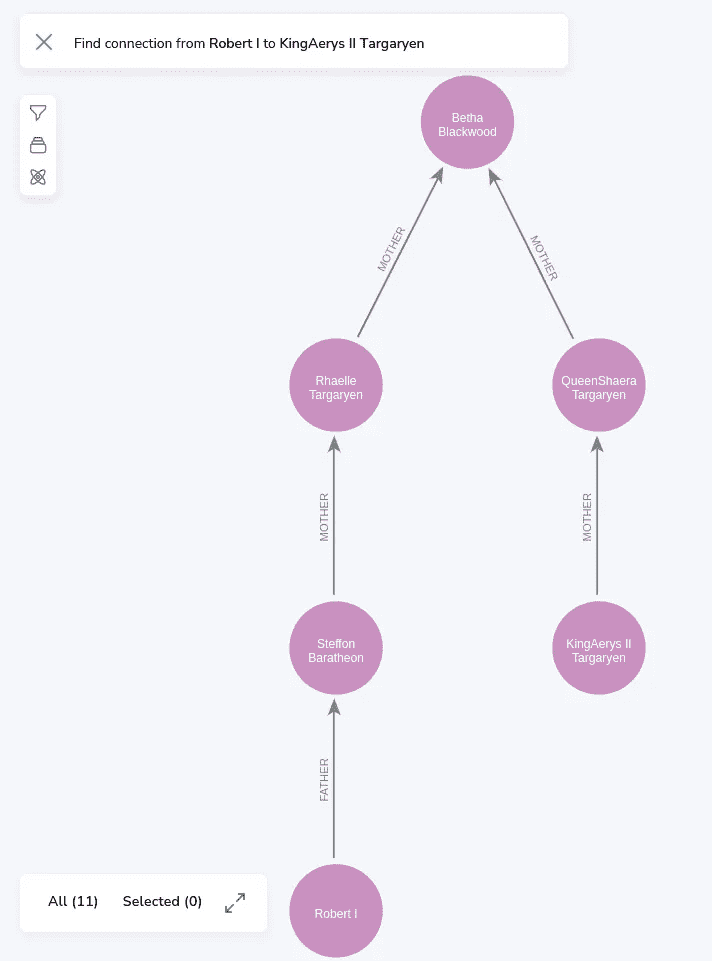 Find connection from Robert I to KingAerys II Targaryen
Betha
Blackwood
MOTHER
MOTHER
Rhaelle
Targaryen
QueenShaera
Targaryen
MOTHER
MOTHER
Steffon
Baratheon
KingAerys II
Targaryen
FATHER
All (11) Selected (0)
Robert I